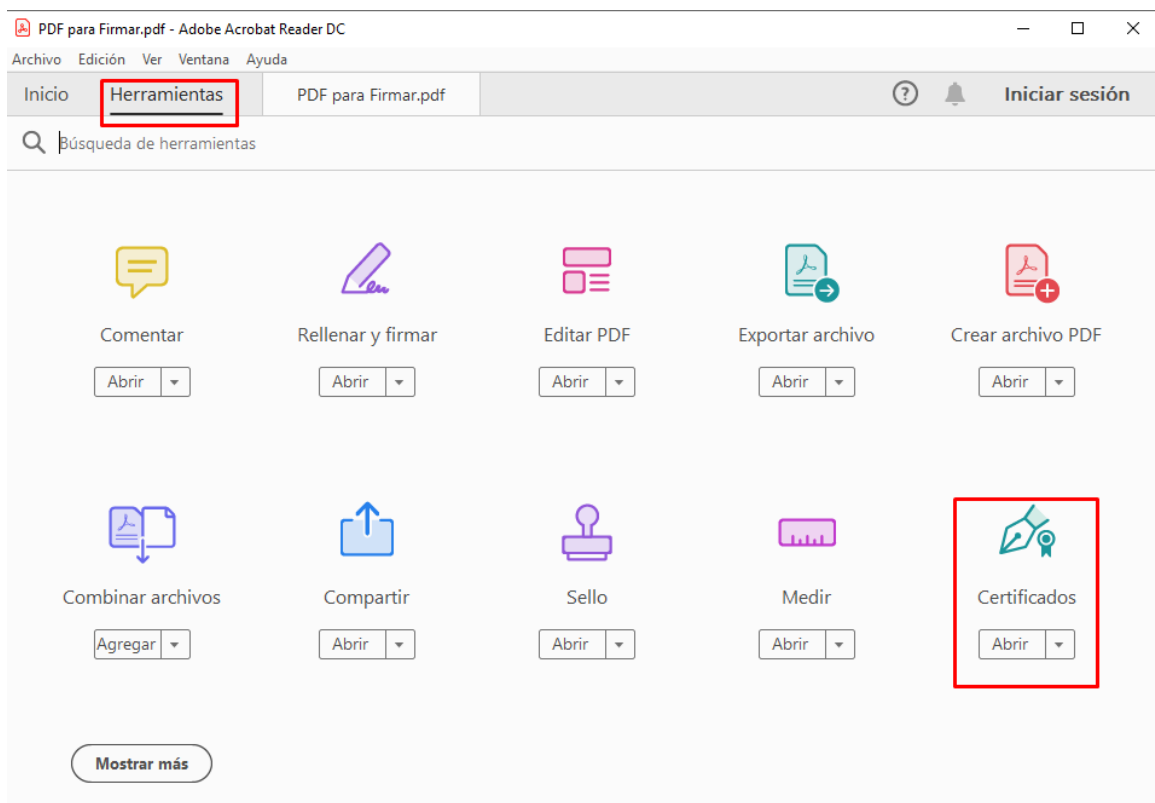 PDF para Firmar.pdf - Adobe Acrobat Reader DC
Archivo Edición Ver Ventana Ayuda
Inicio Herramientas PDF para Firmar.pdf Iniciar sesión
Búsqueda de herramientas
Comentar Rellenar y firmar Editar PDF Exportar archivo Crear archivo PDF
Abrir Abrir Abrir Abrir Abrir
Combinar archivos Compartir Sello Medir Certificados
Agregar Abrir Abrir Abrir Abrir
Mostrar más